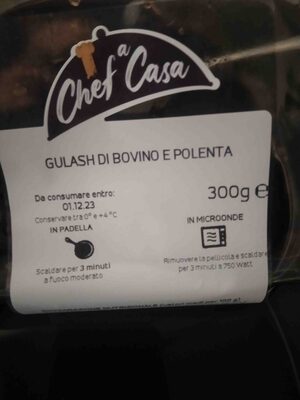 Chef a Casa
GULASH DI BOVINO E POLENTA
Da consumare entro:
01.12.23
Conservare tra 0° e +4°C
300g e
IN PADELLA
Scaldare per 3 minuti
a fuoco moderato
IN MICROONDE
Rimuovere la pellicola e scaldare
per 3 minuti a 750 Watt